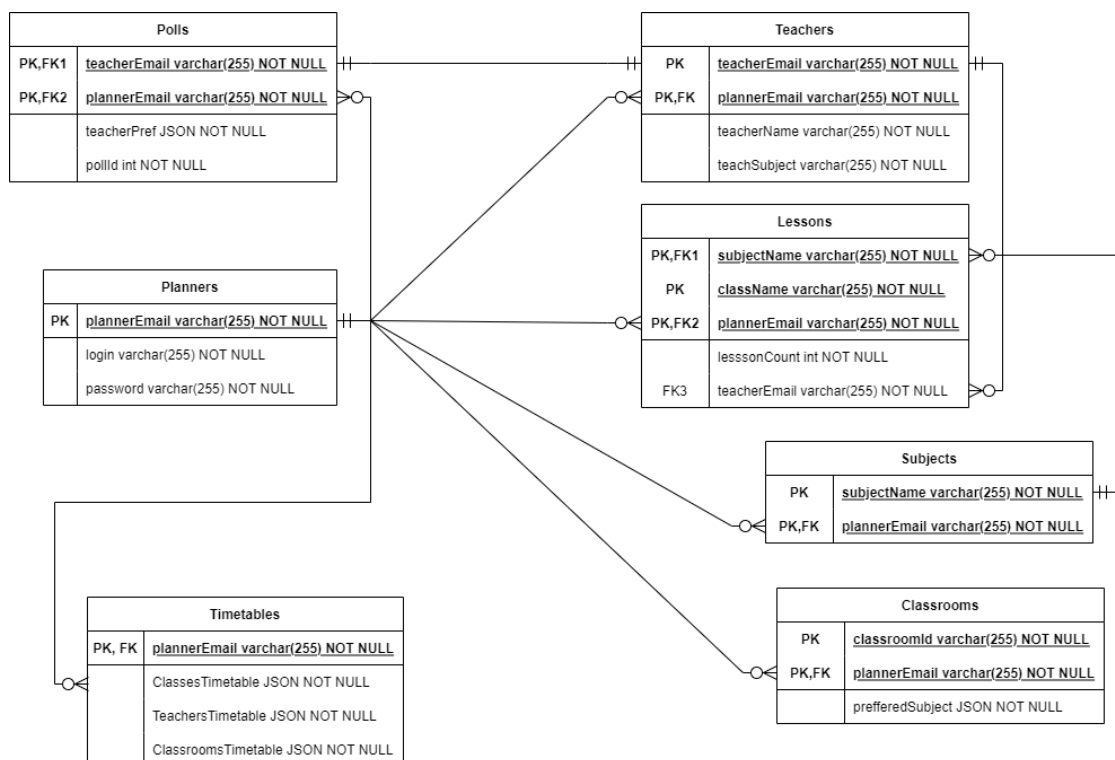 Polls
PK,FK1 teacherEmail varchar(255) NOT NULL
PK,FK2 plannerEmail varchar(255) NOT NULL
teacherPref JSON NOT NULL
pollId int NOT NULL
Teachers
PK teacherEmail varchar(255) NOT NULL
PK,FK plannerEmail varchar(255) NOT NULL
teacherName varchar(255) NOT NULL
teachSubject varchar(255) NOT NULL
Lessons
PK,FK1 subjectName varchar(255) NOT NULL
PK className varchar(255) NOT NULL
PK,FK2 plannerEmail varchar(255) NOT NULL
lesssonCount int NOT NULL
FK3 teacherEmail varchar(255) NOT NULL
Planners
PK plannerEmail varchar(255) NOT NULL
login varchar(255) NOT NULL
password varchar(255) NOT NULL
Subjects
PK subjectName varchar(255) NOT NULL
PK,FK plannerEmail varchar(255) NOT NULL
Timetables
PK, FK plannerEmail varchar(255) NOT NULL
ClassesTimetable JSON NOT NULL
TeachersTimetable JSON NOT NULL
ClassroomsTimetable JSON NOT NULL
Classrooms
PK classroomId varchar(255) NOT NULL
PK,FK plannerEmail varchar(255) NOT NULL
prefferedSubject JSON NOT NULL